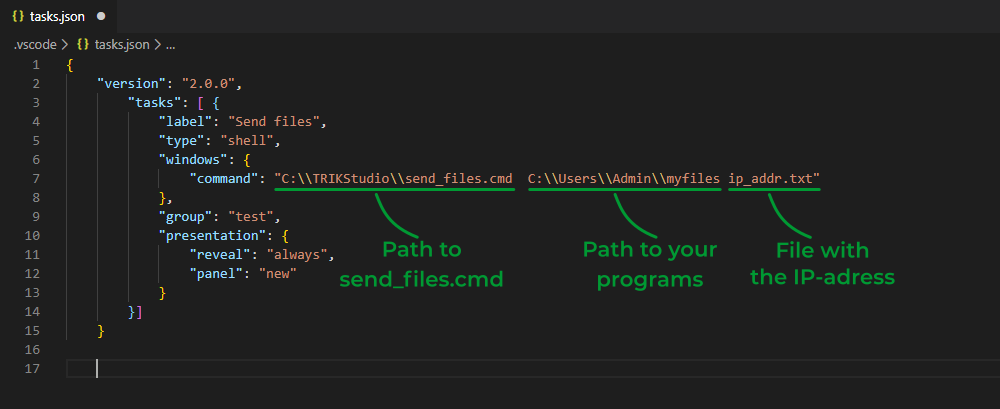 {} tasks.json ●
.vscode > {} tasks.json > ...
1 {
2 "version": "2.0.0",
3 "tasks": [ {
4 "label": "Send files",
5 "type": "shell",
6 "windows": {
7 "command": "C:\\TRIKStudio\\send_files.cmd C:\\Users\\Admin\\myfiles ip_addr.txt"
8 },
9 "group": "test",
10 "presentation": {
11 "reveal": "always",
12 "panel": "new"
13 }
14 }]
15 }
16
17
Path to
send_files.cmd
Path to your
programs
File with
the IP-adress